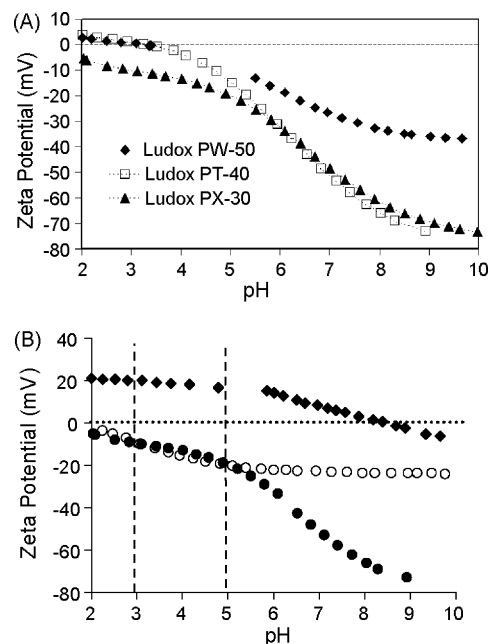 (A)
10
0
-10
-20
-30
-40
-50
-60
-70
-80
Zeta Potential (mV)
Ludox PW-50
Ludox PT-40
Ludox PX-30
2 3 4 5 6 7 8 9 10
pH
(B)
40
20
0
-20
-40
-60
-80
Zeta Potential (mV)
2 3 4 5 6 7 8 9 10
pH